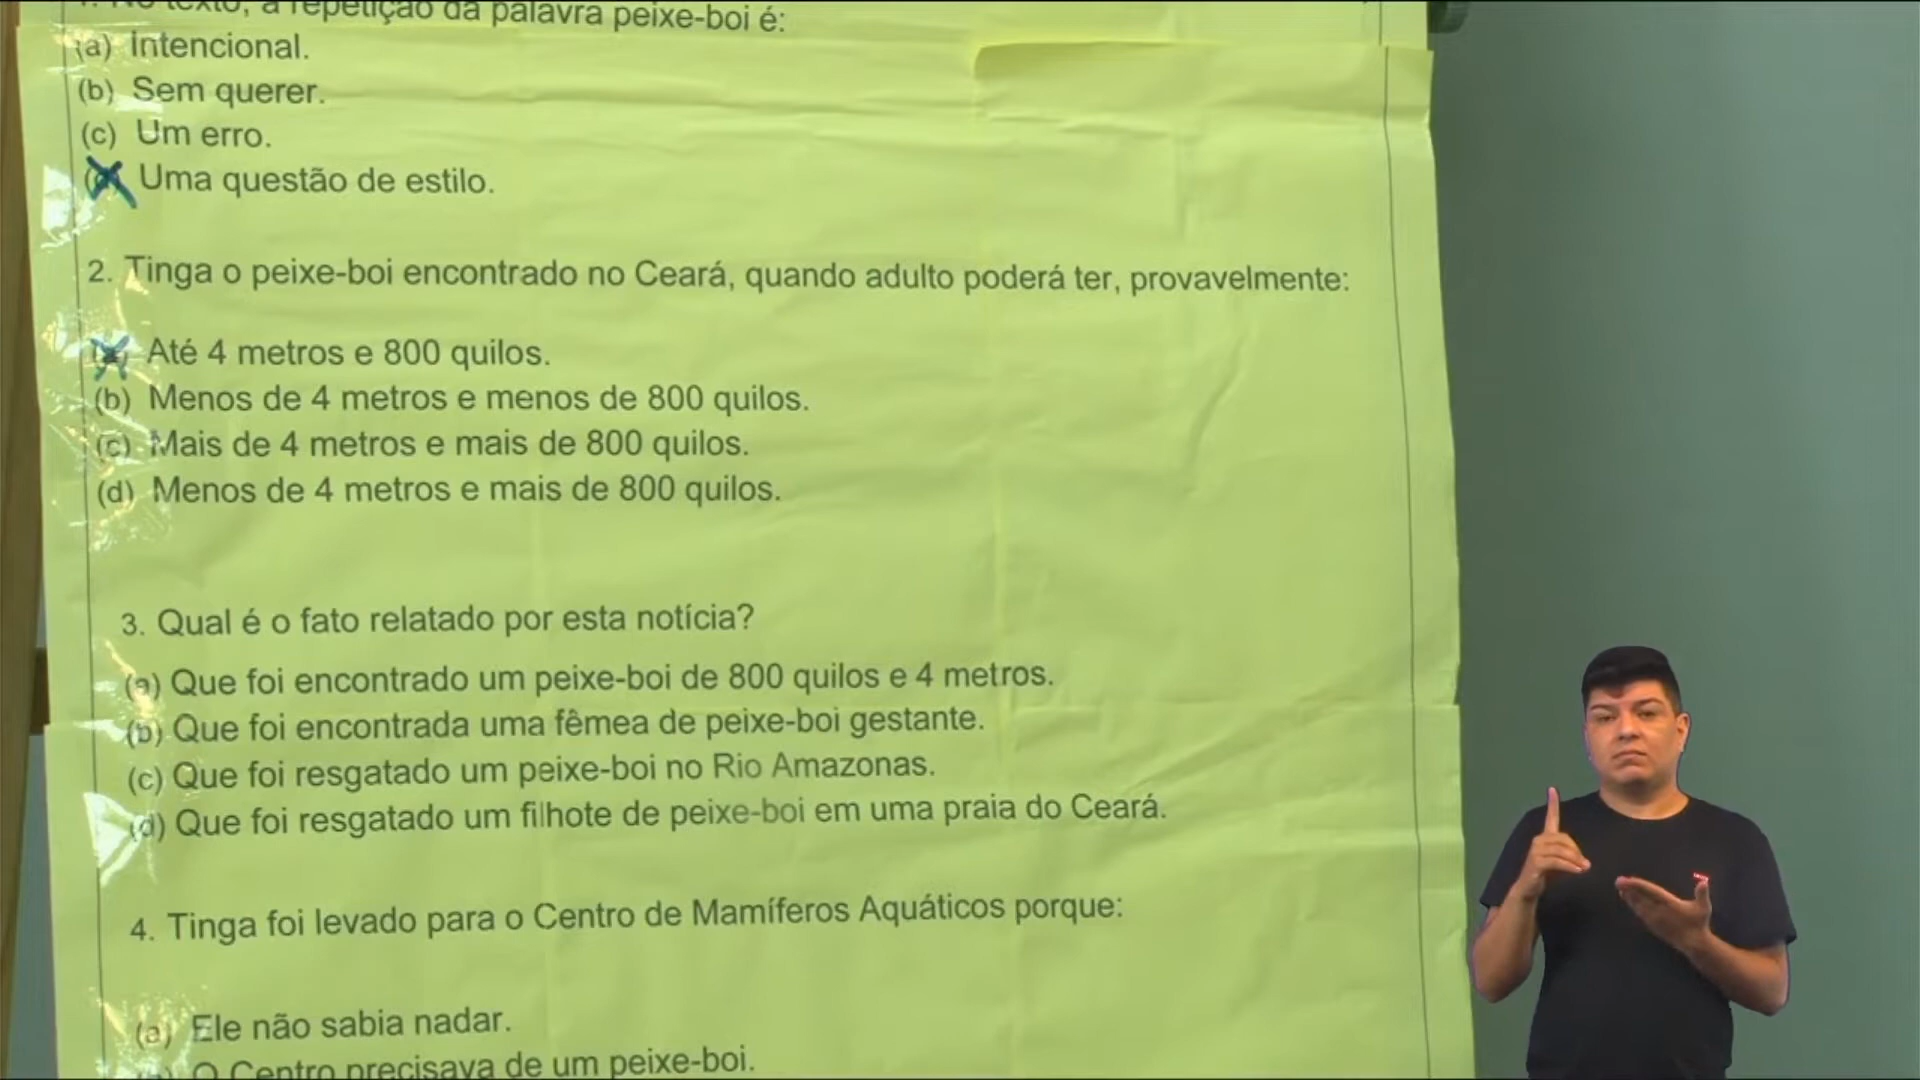 texto, a repetição da palavra peixe-boi é:
(a) Intencional.
(b) Sem querer.
(c) Um erro.
Uma questão de estilo.
2. Tinga o peixe-boi encontrado no Ceará, quando adulto poderá ter, provavelmente:
Até 4 metros e 800 quilos.
(b) Menos de 4 metros e menos de 800 quilos.
(c) Mais de 4 metros e mais de 800 quilos.
(d) Menos de 4 metros e mais de 800 quilos.
3. Qual é o fato relatado por esta notícia?
(a) Que foi encontrado um peixe-boi de 800 quilos e 4 metros.
(b) Que foi encontrada uma fêmea de peixe-boi gestante.
(c) Que foi resgatado um peixe-boi no Rio Amazonas.
(d) Que foi resgatado um filhote de peixe-boi em uma praia do Ceará.
4. Tinga foi levado para o Centro de Mamíferos Aquáticos porque:
(a) Ele não sabia nadar.
O Centro precisava de um peixe-boi.